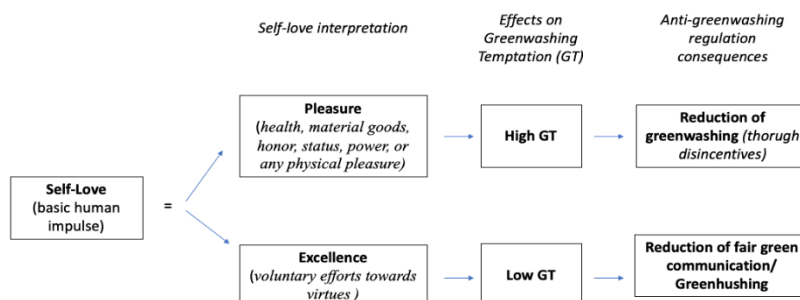 Self-love interpretation
Effects on
Greenwashing
Temptation (GT)
Anti-greenwashing
regulation
consequences
Pleasure
(health, material goods,
honor, status, power, or
any physical pleasure)
High GT
Reduction of
greenwashing (thorugh
disincentives)
Self-Love
(basic human
impulse)
=
Excellence
(voluntary efforts towards
virtues )
Low GT
Reduction of fair green
communication/
Greenhushing